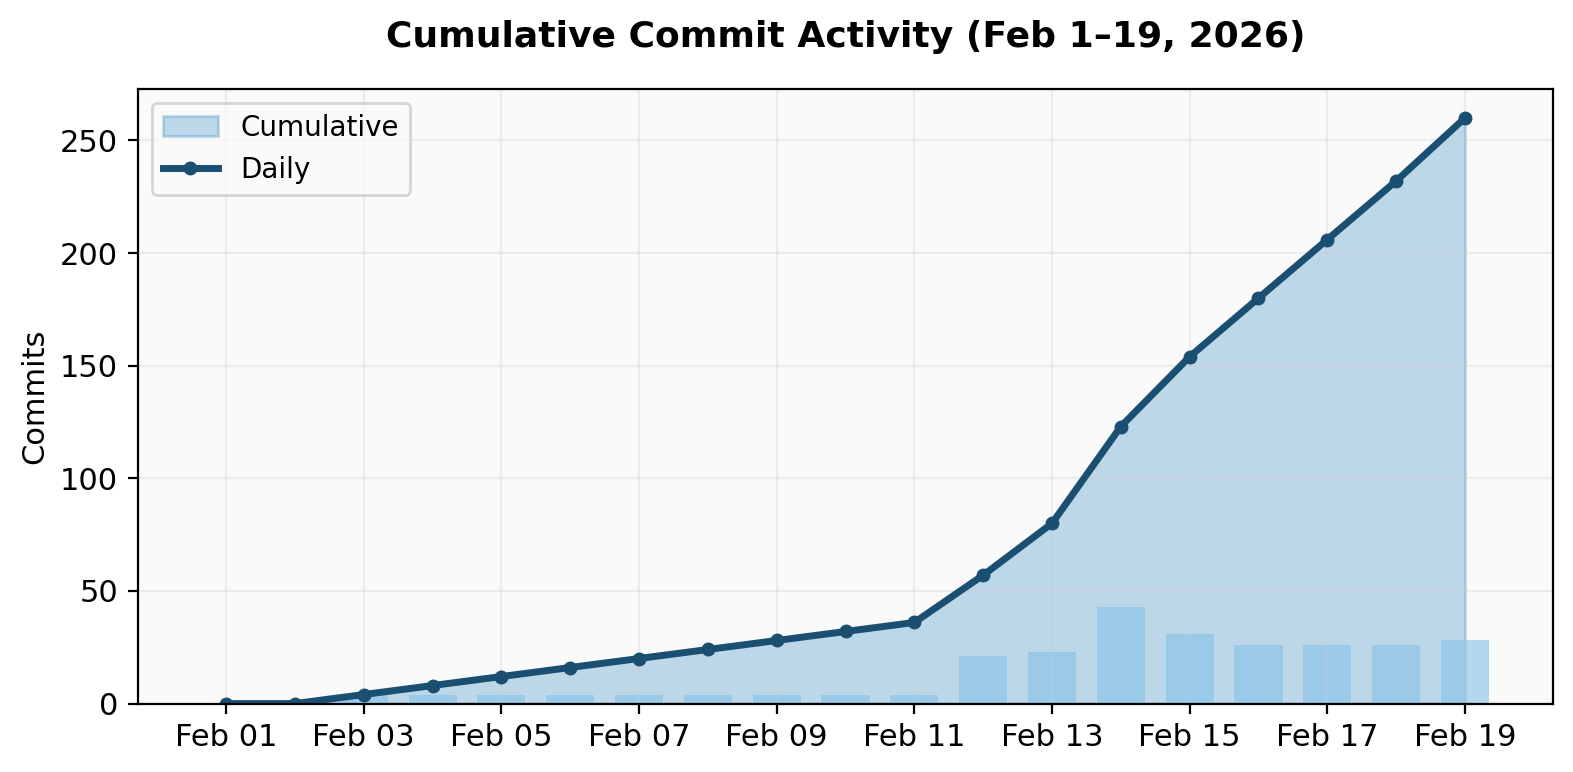 Cumulative Commit Activity (Feb 1–19, 2026)
Cumulative
Daily
Commits
250
200
150
100
50
0
Feb 01 Feb 03 Feb 05 Feb 07 Feb 09 Feb 11 Feb 13 Feb 15 Feb 17 Feb 19